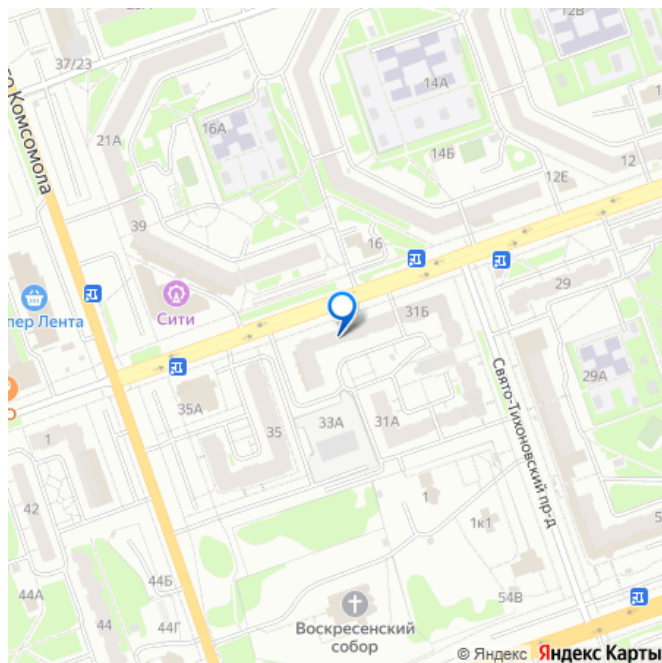 37/23
12В
14А
21А
16А
14Б
12
12Е
го Комсомола
39
16
29
Сити
пер Лента
31Б
29А
35А
33А
31А
35
Свято-Тихоновский пр-д
1
42
1
1к1
44Б
44А
44
44Г
54В
Воскресенский
собор
© Яндекс Яндекс Карты